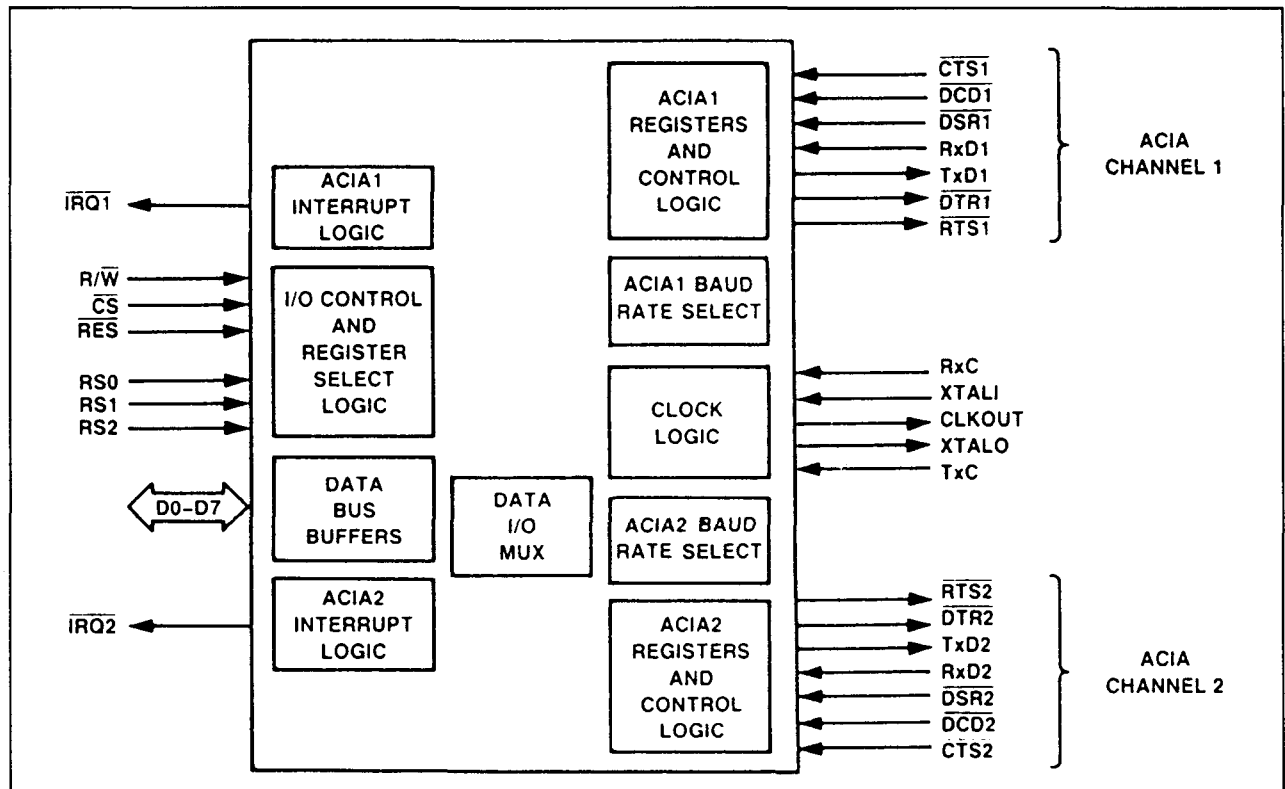 IRQ1
R/W
CS
RES
RS0
RS1
RS2
D0-D7
IRQ2
ACIA1
INTERRUPT
LOGIC
I/O CONTROL
AND
REGISTER
SELECT
LOGIC
DATA
BUS
BUFFERS
ACIA2
INTERRUPT
LOGIC
DATA
I/O
MUX
ACIA1
REGISTERS
AND
CONTROL
LOGIC
ACIA1 BAUD
RATE SELECT
CLOCK
LOGIC
ACIA2 BAUD
RATE SELECT
ACIA2
REGISTERS
AND
CONTROL
LOGIC
CTS1
DCD1
DSR1
RxD1
TxD1
DTR1
RTS1
ACIA
CHANNEL 1
RxC
XTALI
CLKOUT
XTALO
TxC
RTS2
DTR2
TxD2
RxD2
DSR2
DCD2
CTS2
ACIA
CHANNEL 2